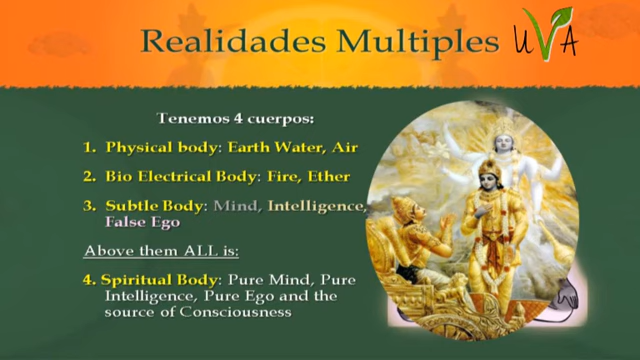 Realidades Multiples
UVA
Tenemos 4 cuerpos:
1. Physical body: Earth Water, Air
2. Bio Electrical Body: Fire, Ether
3. Subtle Body: Mind, Intelligence,
False Ego
Above them ALL is:
4. Spiritual Body: Pure Mind, Pure
Intelligence, Pure Ego and the
source of Consciousness